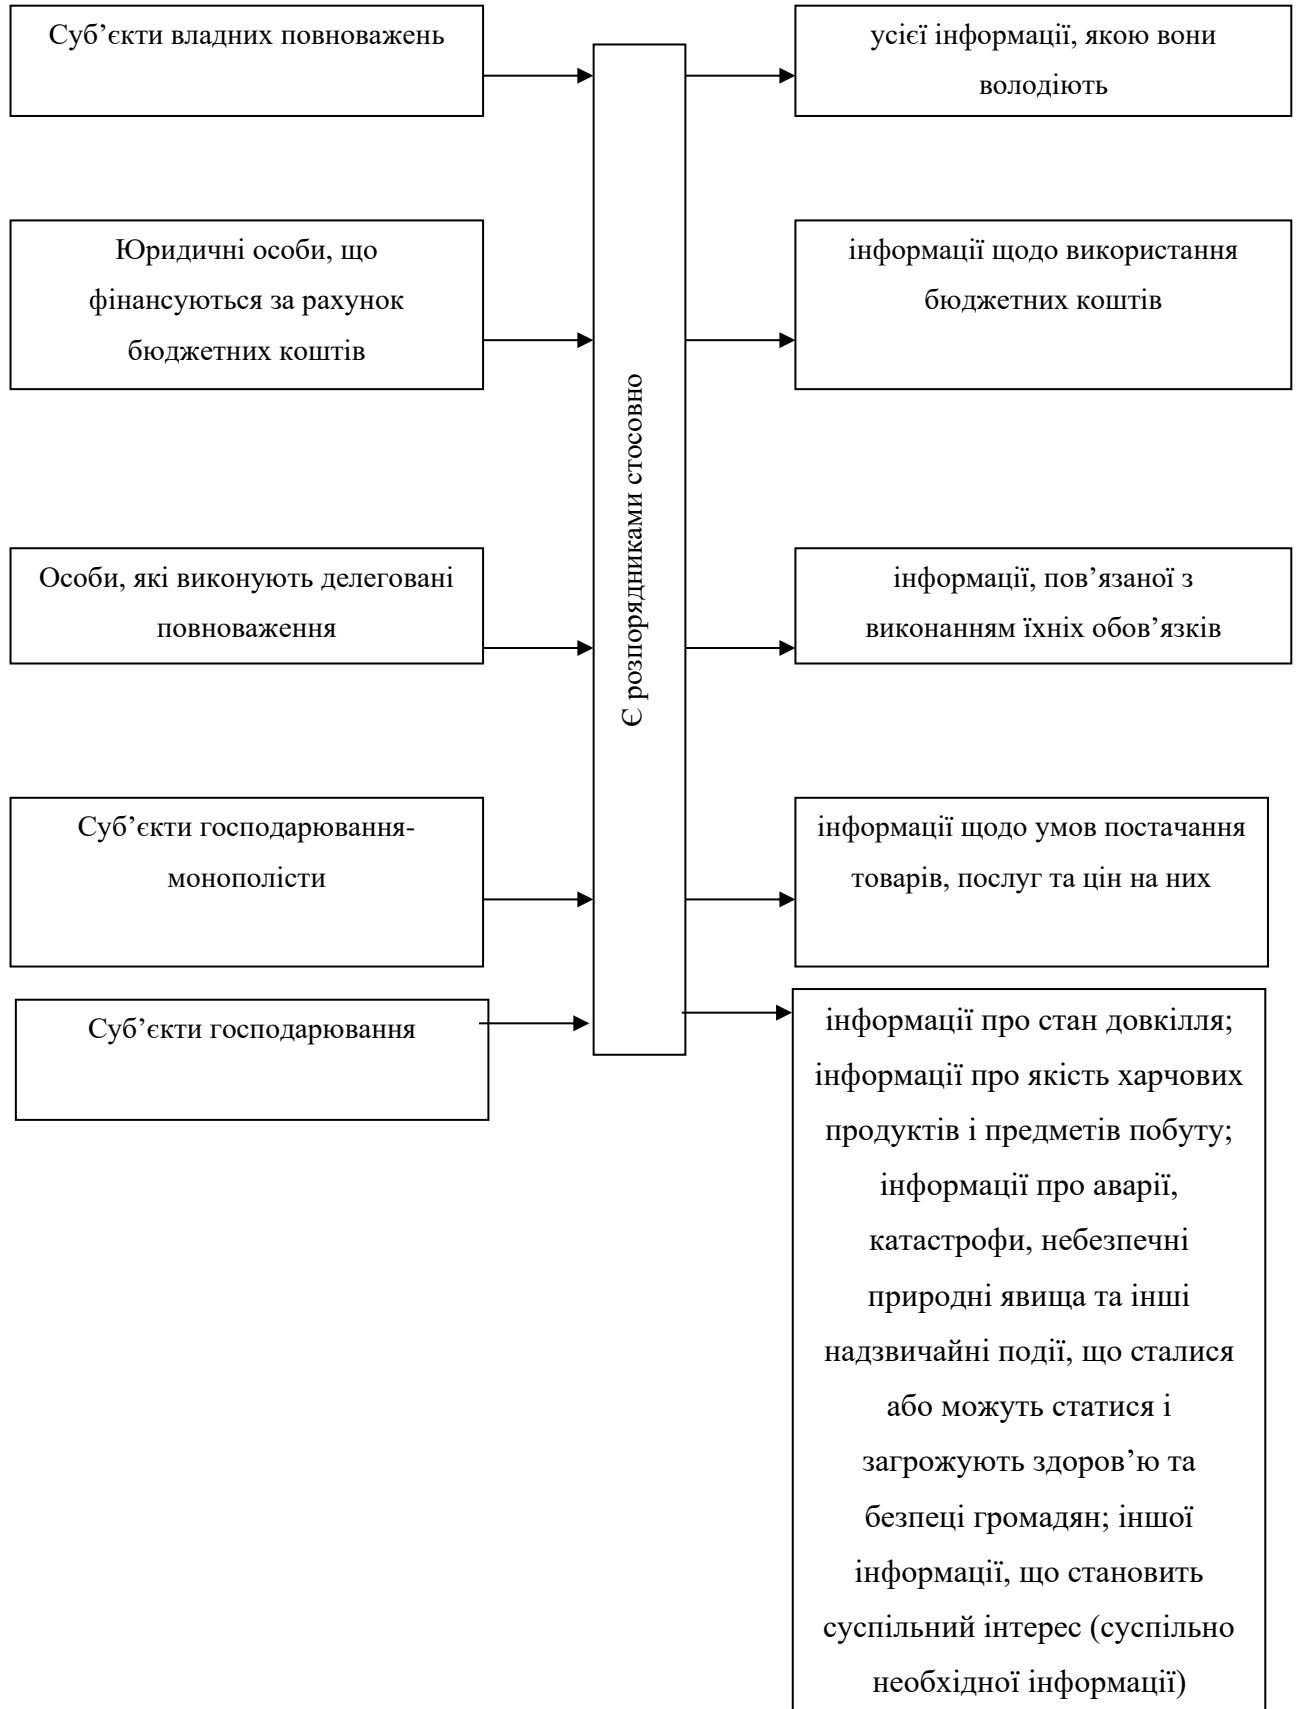 Суб’єкти владних повноважень
усієї інформації, якою вони
володіють
Юридичні особи, що
фінансуються за рахунок
бюджетних коштів
інформації щодо використання
бюджетних коштів
Є розпорядниками стосовно
Особи, які виконують делеговані
повноваження
інформації, пов’язаної з
виконанням їхніх обов’язків
Суб’єкти господарювання-
монополісти
інформації щодо умов постачання
товарів, послуг та цін на них
Суб’єкти господарювання
інформації про стан довкілля;
інформації про якість харчових
продуктів і предметів побуту;
інформації про аварії,
катастрофи, небезпечні
природні явища та інші
надзвичайні події, що сталися
або можуть статися і
загрожують здоров’ю та
безпеці громадян; іншої
інформації, що становить
суспільний інтерес (суспільно
необхідної інформації)